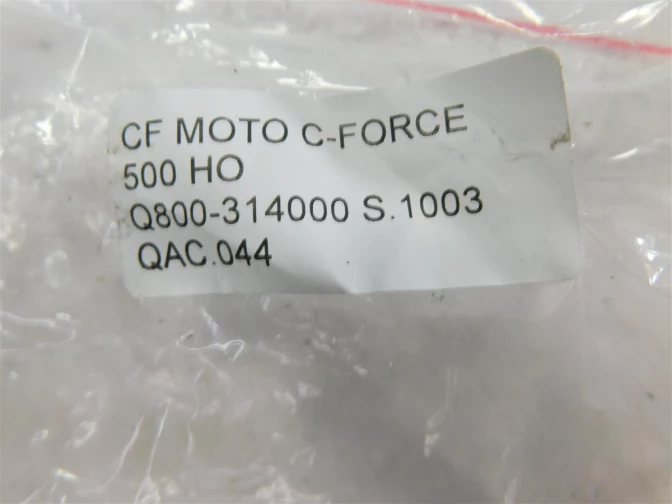 CF MOTO C-FORCE
500 HO
Q800-314000 S.1003
QAC.044